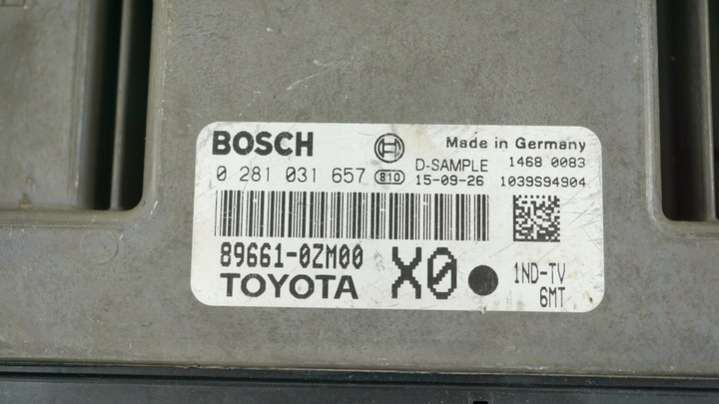 BOSCH Made in Germany
D-SAMPLE 1468 0083
0 281 031 657 810 15-09-26 1039S94904
89661-0ZM00
TOYOTA X0 1ND-TV
6MT